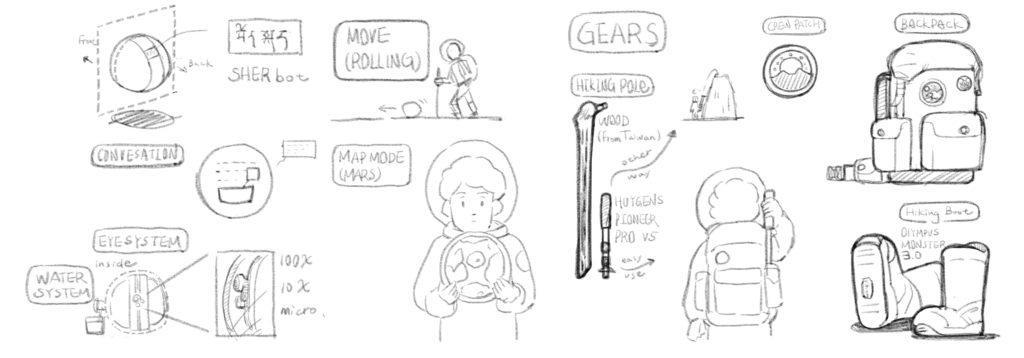 Front
Back
SHERbot
MOVE
(ROLLING)
CONVESATION
MAP MODE
(MARS)
EYESYSTEM
inside
WATER
SYSTEM
100X
10X
micro.
GEARS
CREW PATCH
BACKPACK
HIKING POLE
WOOD
(from Taiwan)
other
way
HUYGENS
PIONEER
PRO V5
easy
use
Hiking Boot
OLYMPUS
MONSTER
3.0